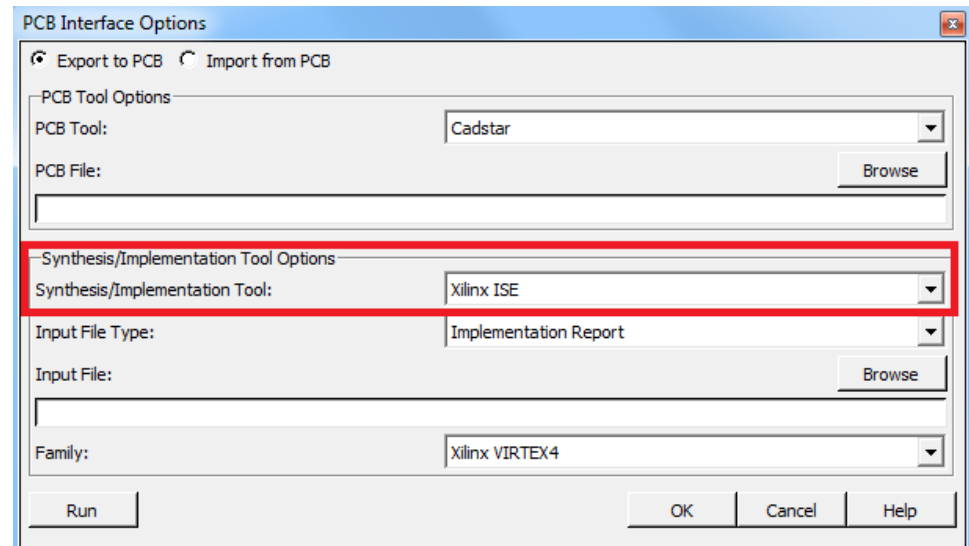 PCB Interface Options
Export to PCB Import from PCB
PCB Tool Options
PCB Tool: Cadstar
PCB File: Browse
Synthesis/Implementation Tool Options
Synthesis/Implementation Tool: Xilinx ISE
Input File Type: Implementation Report
Input File: Browse
Family: Xilinx VIRTEX4
Run OK Cancel Help